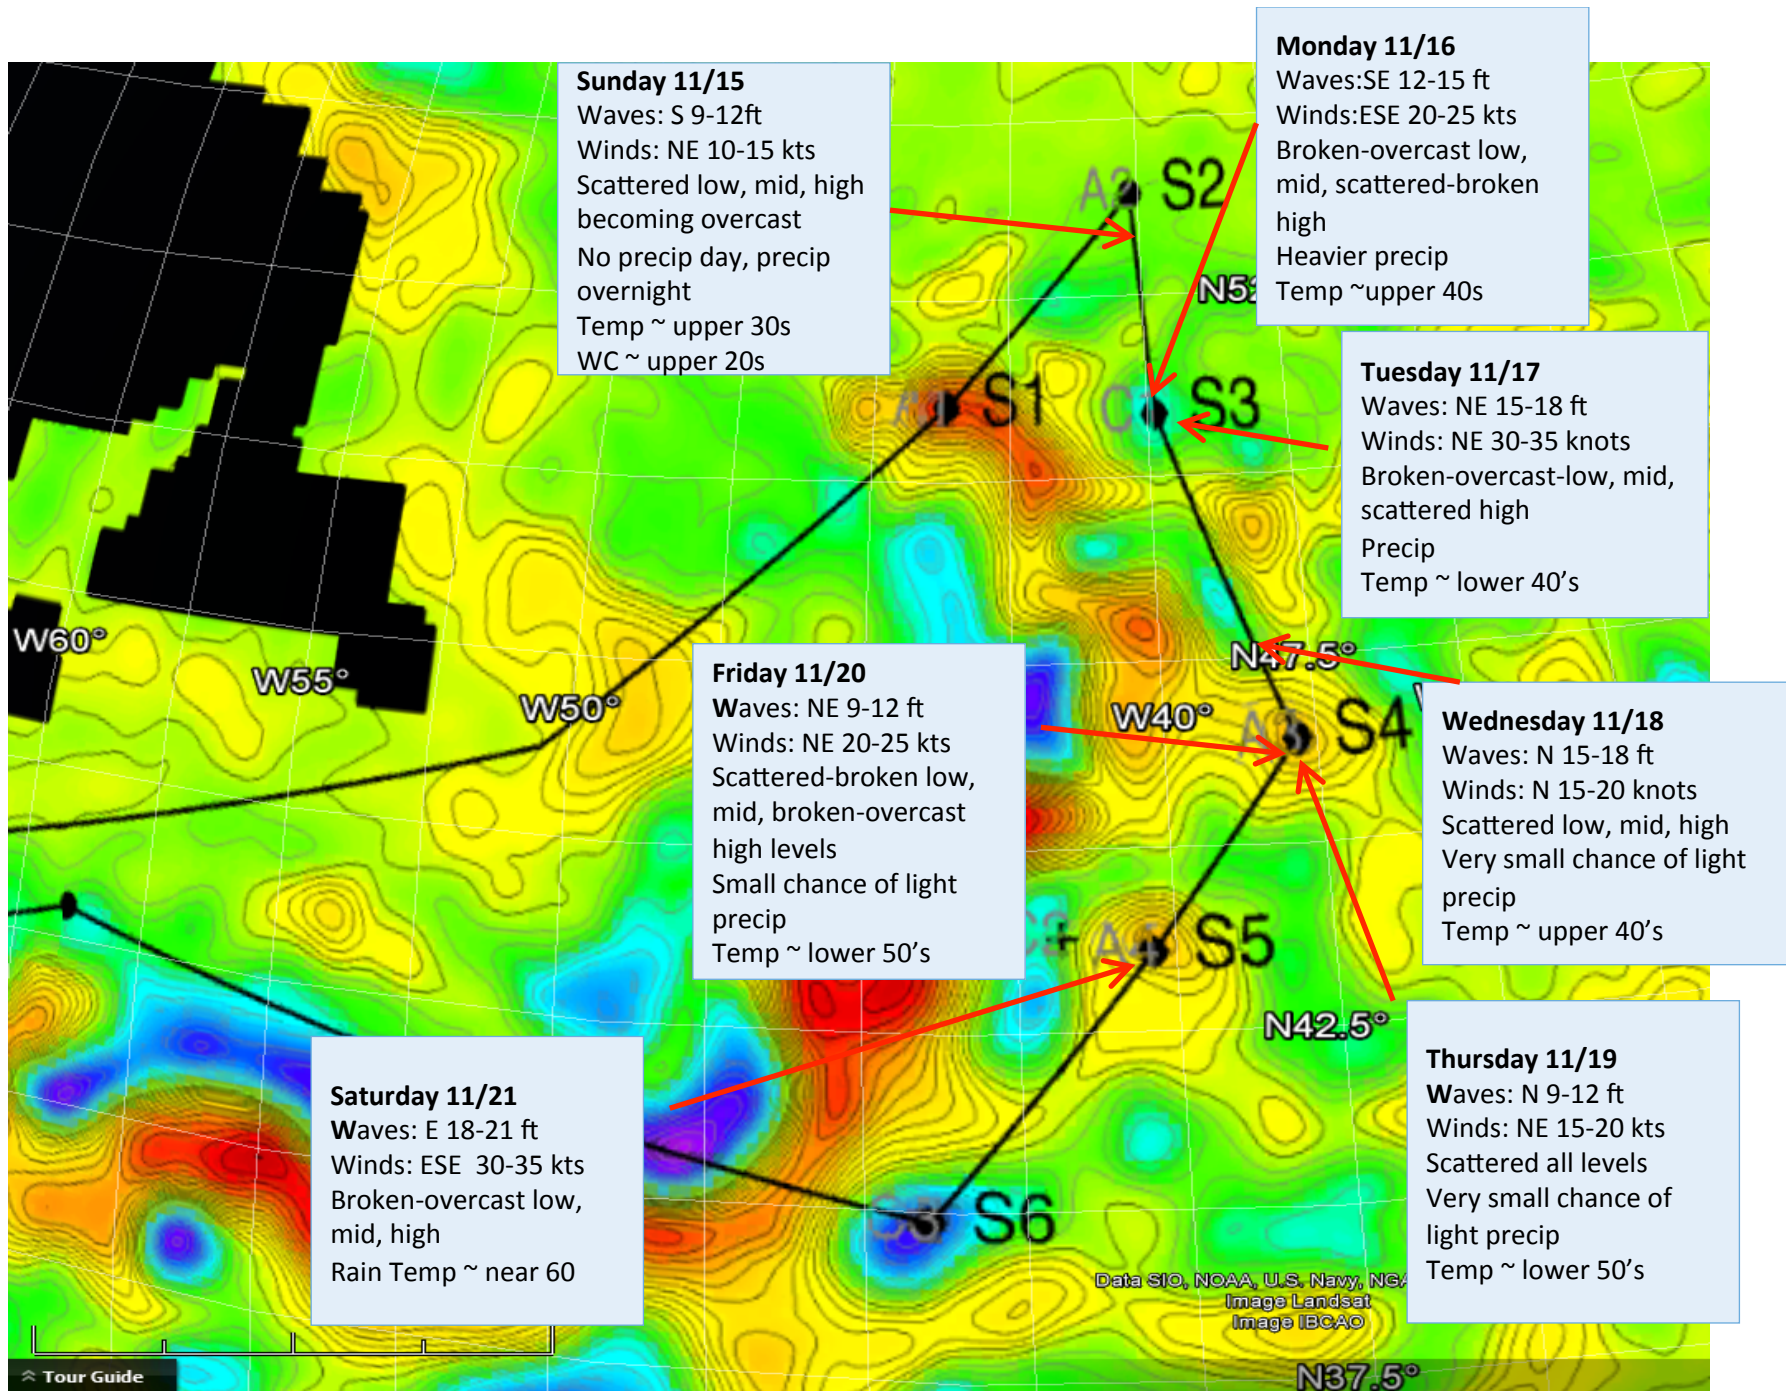 Sunday 11/15
Waves: S 9-12ft
Winds: NE 10-15 kts
Scattered low, mid, high
becoming overcast
No precip day, precip
overnight
Temp ~ upper 30s
WC ~ upper 20s
Monday 11/16
Waves:SE 12-15 ft
Winds:ESE 20-25 kts
Broken-overcast low,
mid, scattered-broken
high
Heavier precip
Temp ~upper 40s
Tuesday 11/17
Waves: NE 15-18 ft
Winds: NE 30-35 knots
Broken-overcast-low, mid,
scattered high
Precip
Temp ~ lower 40's
A2 S2
S1
S3
W60°
W55°
W50°
W40°
N47.5°
Friday 11/20
Waves: NE 9-12 ft
Winds: NE 20-25 kts
Scattered-broken low,
mid, broken-overcast
high levels
Small chance of light
precip
Temp ~ lower 50's
A3 S4
Wednesday 11/18
Waves: N 15-18 ft
Winds: N 15-20 knots
Scattered low, mid, high
Very small chance of light
precip
Temp ~ upper 40's
A4 S5
N42.5°
Saturday 11/21
Waves: E 18-21 ft
Winds: ESE 30-35 kts
Broken-overcast low,
mid, high
Rain Temp ~ near 60
Thursday 11/19
Waves: N 9-12 ft
Winds: NE 15-20 kts
Scattered all levels
Very small chance of
light precip
Temp ~ lower 50's
S6
Data SIO, NOAA, U.S. Navy,
Image Landsat
Image IBCAO
Tour Guide
N37.5°